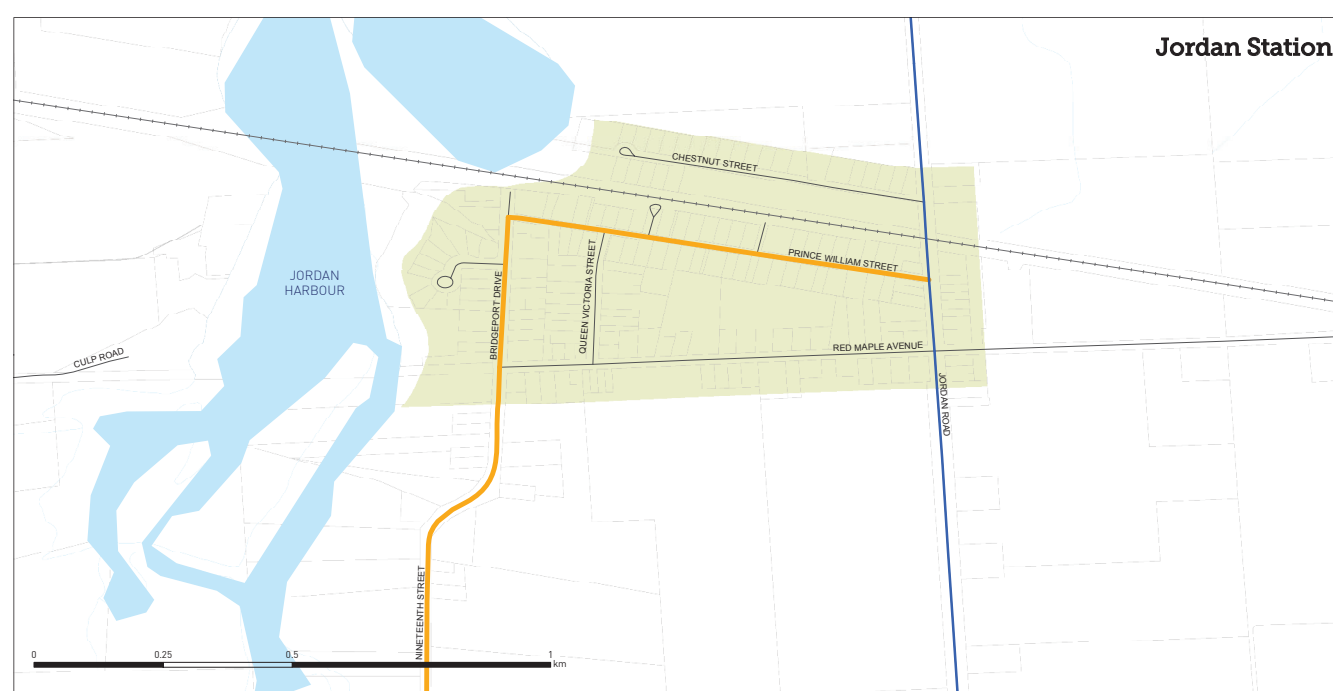 Jordan Station
CHESTNUT STREET
PRINCE WILLIAM STREET
QUEEN VICTORIA STREET
BRIDGEPORT DRIVE
JORDAN
HARBOUR
RED MAPLE AVENUE
CULP ROAD
JORDAN ROAD
NINETEENTH STREET
0 0.25 0.5 1
km